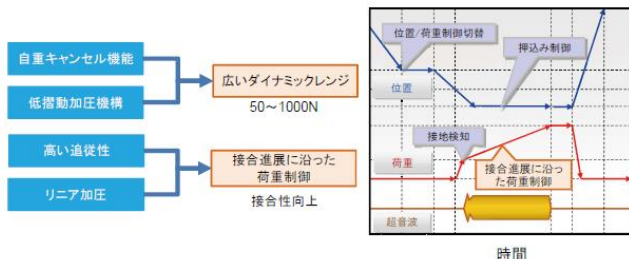 自重キャンセル機能
低摺動加圧機構
広いダイナミックレンジ
50～1000N
高い追従性
リニア加圧
接合進展に沿った
荷重制御
接合性向上
位置/荷重制御切替
押込み制御
位置
接地検知
荷重
接合進展に沿っ
た荷重制御
超音波
時間